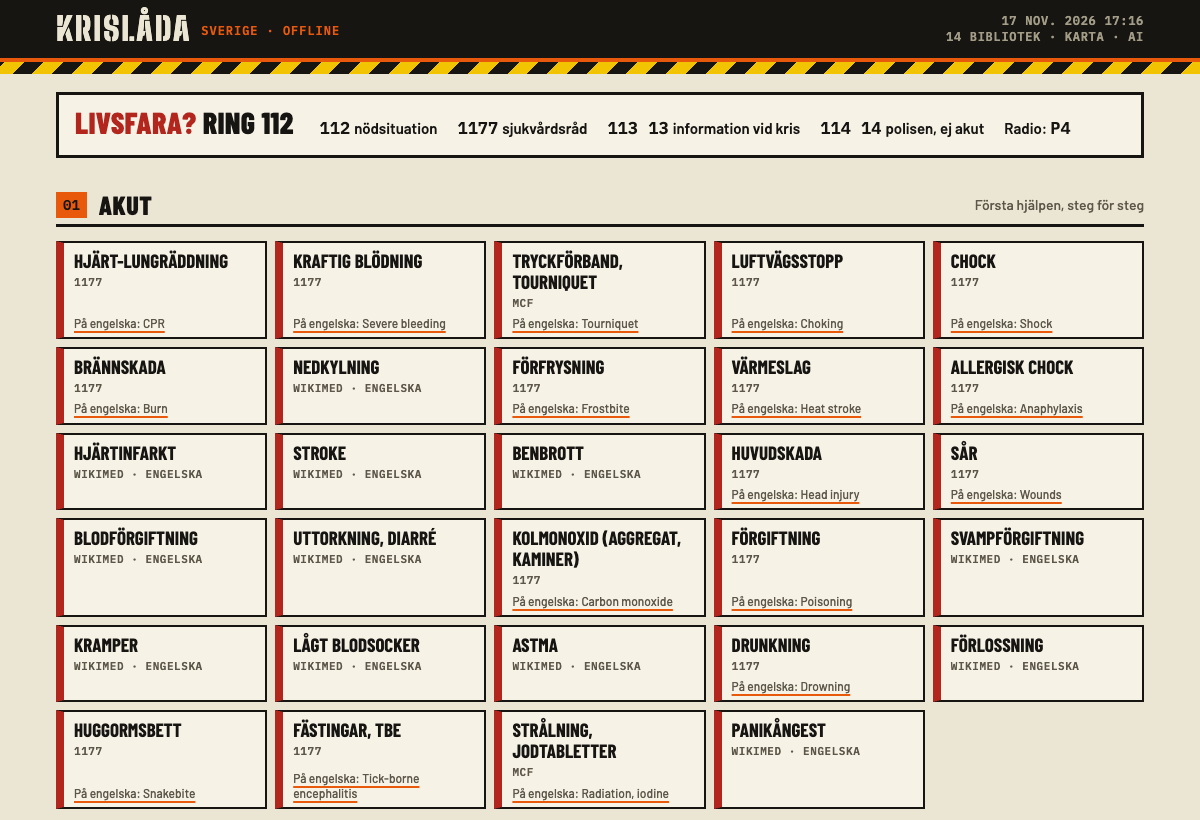 KRISLÅDA SVERIGE · OFFLINE
17 NOV. 2026 17:16
14 BIBLIOTEK · KARTA · AI
LIVSFARA? RING 112 112 nödsituation 1177 sjukvårdsråd 113 13 information vid kris 114 14 polisen, ej akut Radio: P4
01 AKUT Första hjälpen, steg för steg
HJÄRT-LUNGRÄDDNING
1177
På engelska: CPR
KRAFTIG BLÖDNING
1177
På engelska: Severe bleeding
TRYCKFÖRBAND,
TOURNIQUET
MCF
På engelska: Tourniquet
LUFTVÄGSSTOPP
1177
På engelska: Choking
CHOCK
1177
På engelska: Shock
BRÄNNSKADA
1177
På engelska: Burn
NEDKYLNING
WIKIMED · ENGELSKA
FÖRFRYSNING
1177
På engelska: Frostbite
VÄRMESLAG
1177
På engelska: Heat stroke
ALLERGISK CHOCK
1177
På engelska: Anaphylaxis
HJÄRTINFARKT
WIKIMED · ENGELSKA
STROKE
WIKIMED · ENGELSKA
BENBROTT
WIKIMED · ENGELSKA
HUVUDSKADA
1177
På engelska: Head injury
SÅR
1177
På engelska: Wounds
BLODFÖRGIFTNING
WIKIMED · ENGELSKA
UTTORKNING, DIARRÉ
WIKIMED · ENGELSKA
KOLMONOXID (AGGREGAT,
KAMINER)
1177
På engelska: Carbon monoxide
FÖRGIFTNING
1177
På engelska: Poisoning
SVAMPFÖRGIFTNING
WIKIMED · ENGELSKA
KRAMPER
WIKIMED · ENGELSKA
LÅGT BLODSOCKER
WIKIMED · ENGELSKA
ASTMA
WIKIMED · ENGELSKA
DRUNKNING
1177
På engelska: Drowning
FÖRLOSSNING
WIKIMED · ENGELSKA
HUGGORMSBETT
1177
På engelska: Snakebite
FÄSTINGAR, TBE
1177
På engelska: Tick-borne
encephalitis
STRÅLNING,
JODTABLETTER
MCF
På engelska: Radiation, iodine
PANIKÅNGEST
WIKIMED · ENGELSKA